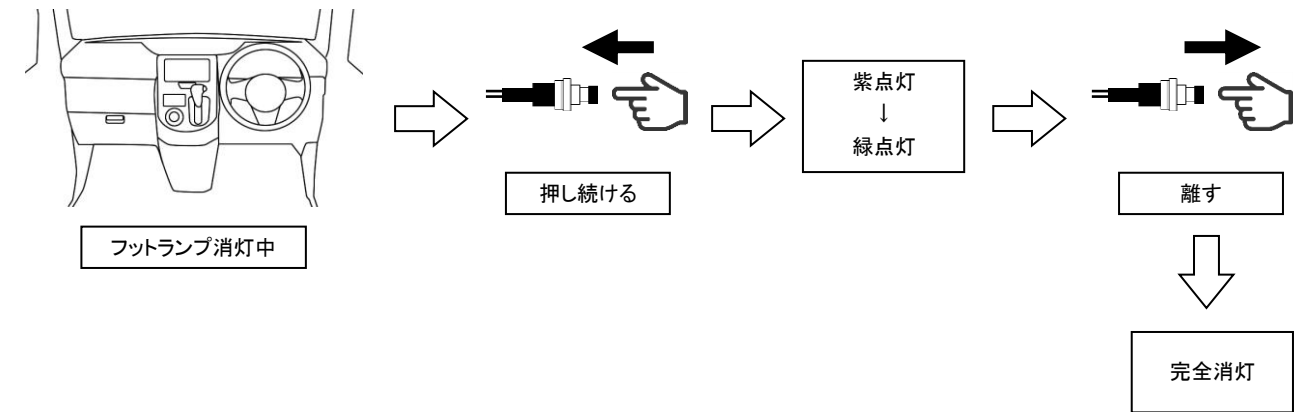 フットランプ消灯中
押し続ける
紫点灯
↓
緑点灯
離す
完全消灯